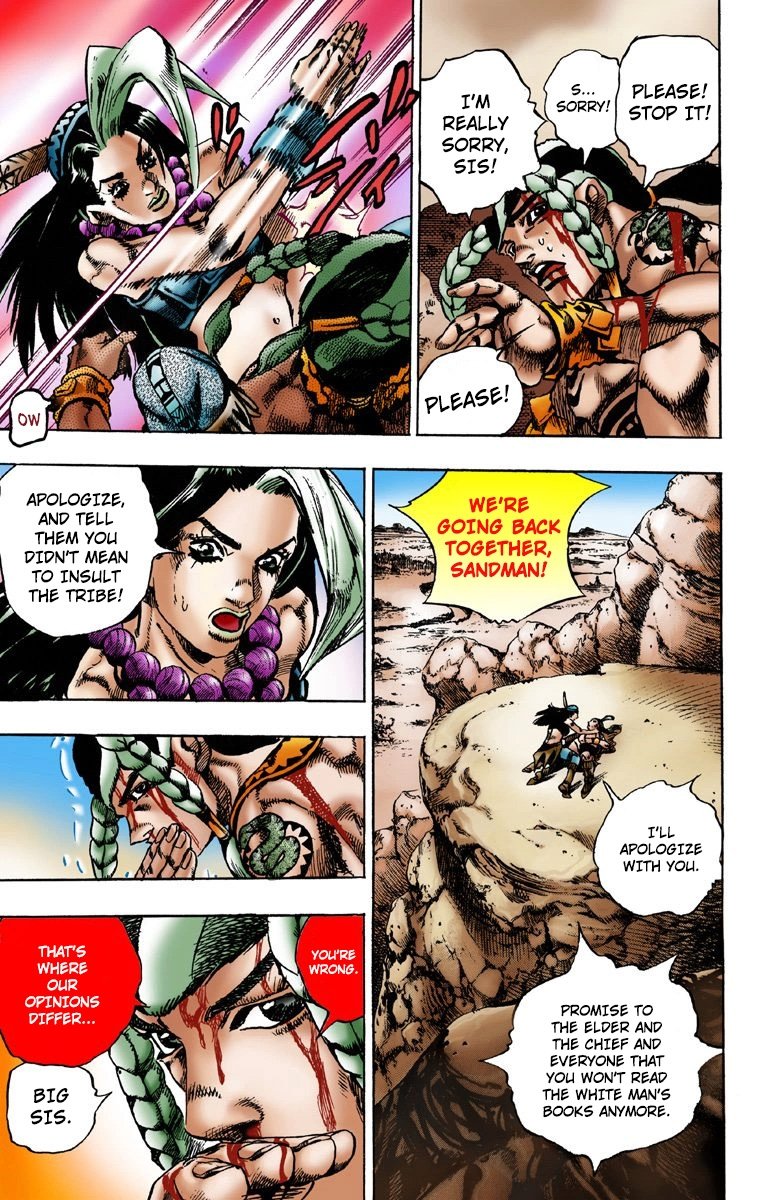 PLEASE!
STOP IT!
S...
SORRY!
I'M
REALLY
SORRY,
SIS!
PLEASE!
OW
WE'RE
GOING BACK
TOGETHER,
SANDMAN!
I'LL
APOLOGIZE
WITH YOU.
PROMISE TO
THE ELDER AND
THE CHIEF AND
EVERYONE THAT
YOU WON'T READ
THE WHITE MAN'S
BOOKS ANYMORE.
APOLOGIZE,
AND TELL
THEM YOU
DIDN'T MEAN
TO INSULT
THE TRIBE!
YOU'RE
WRONG.
THAT'S
WHERE
OUR
OPINIONS
DIFFER...
BIG
SIS.